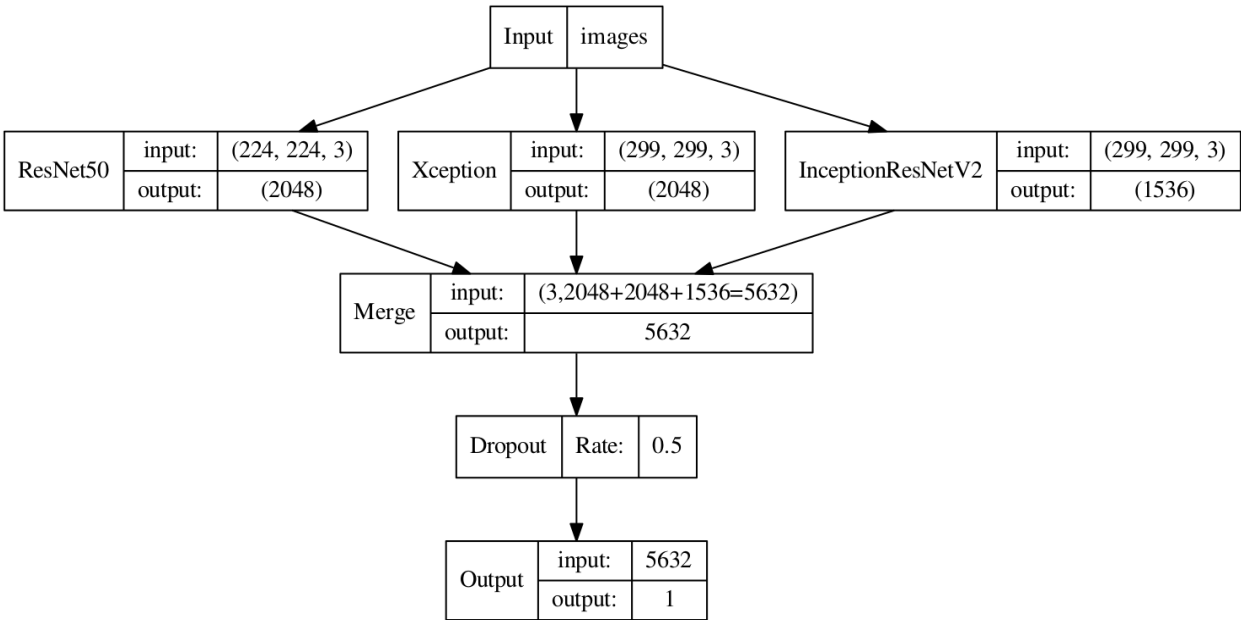 Input images
ResNet50 input: (224, 224, 3)
output: (2048)
Xception input: (299, 299, 3)
output: (2048)
InceptionResNetV2 input: (299, 299, 3)
output: (1536)
Merge input: (3,2048+2048+1536=5632)
output: 5632
Dropout Rate: 0.5
Output input: 5632
output: 1